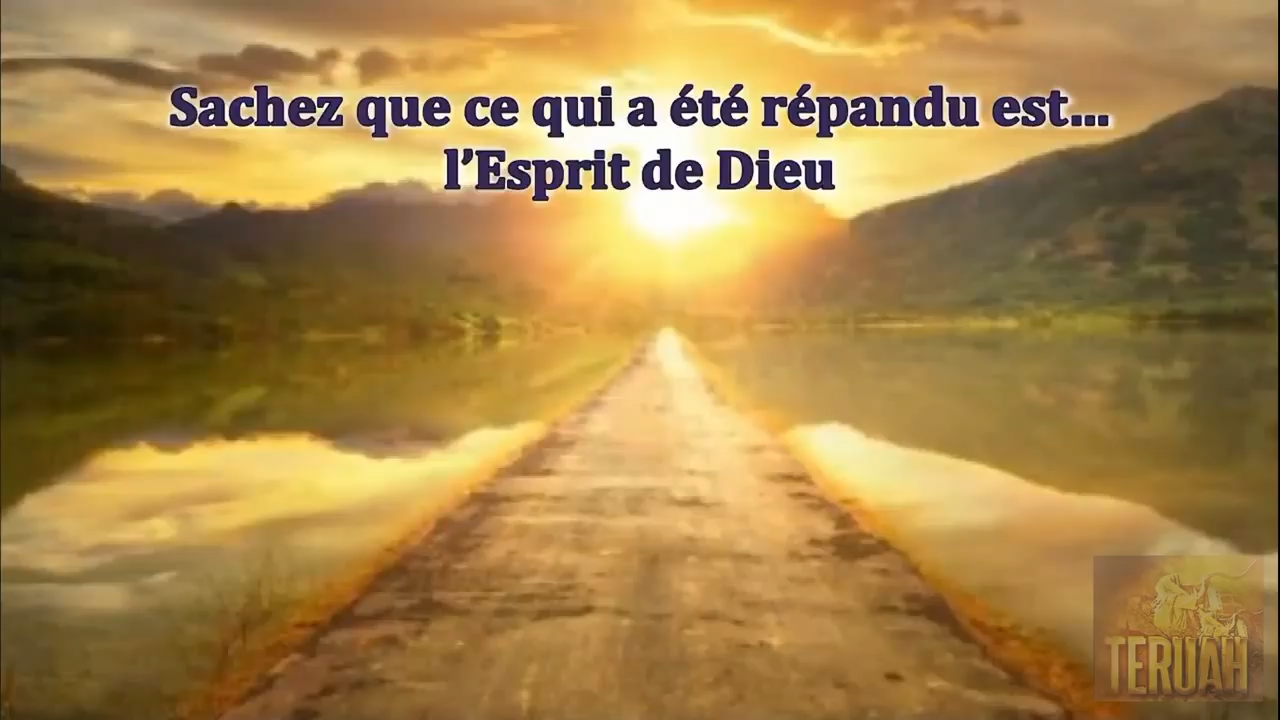 Sachez que ce qui a été répandu est...
l’Esprit de Dieu
TERUAH